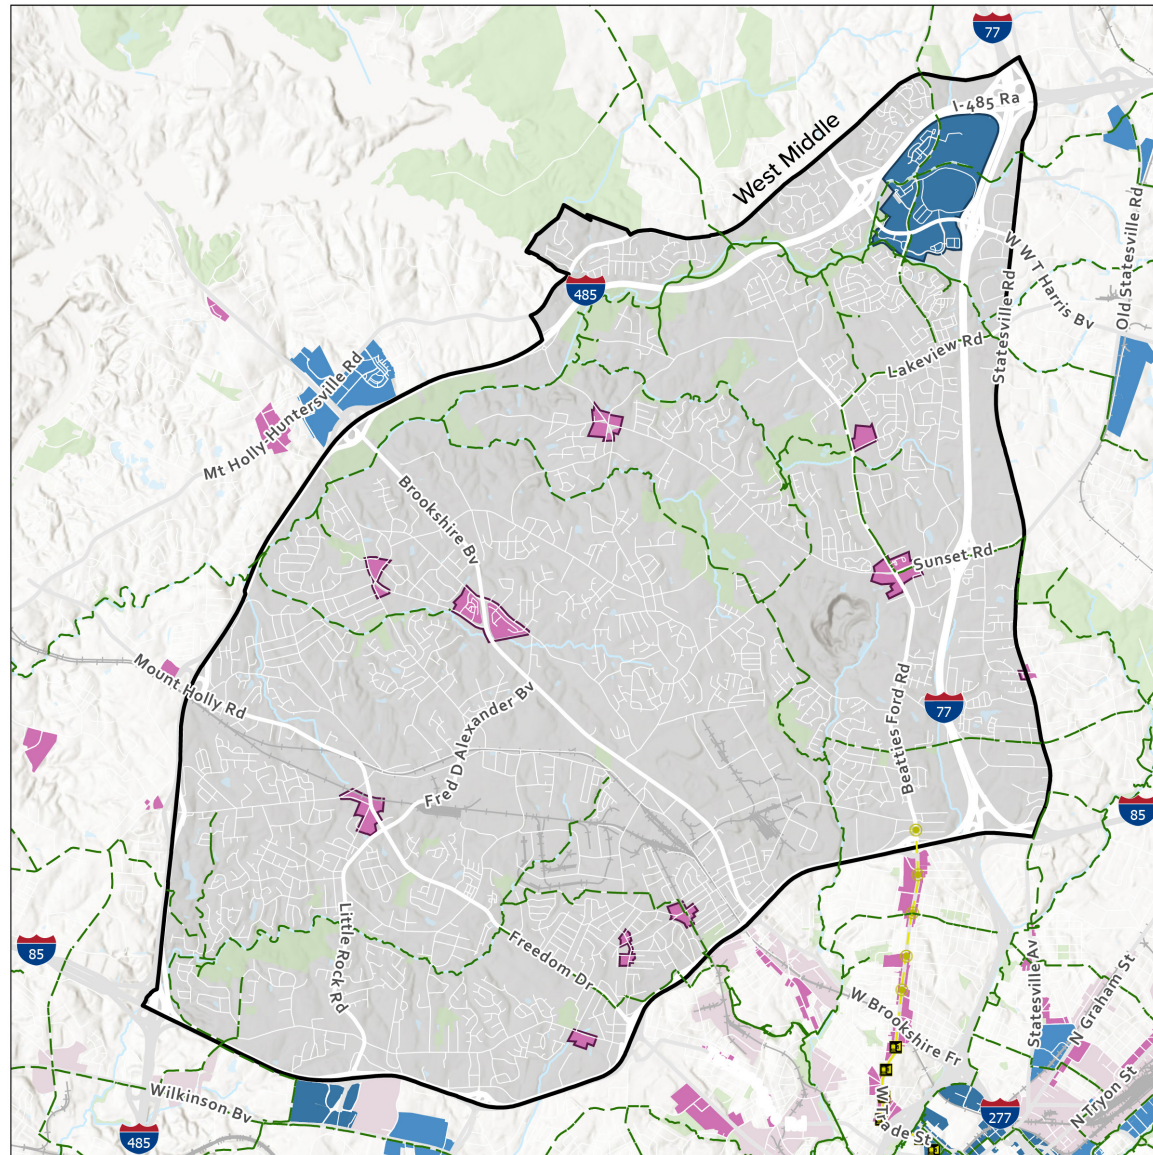 77
I-485 Ra
West Middle
W W T Harris Bv
Old Statesville Rd
Statesville Rd
485
Lakeview Rd
Mt Holly-Huntersville Rd
Brookshire Bv
Sunset Rd
Mount Holly Rd
Beatties Ford Rd
77
Fred D Alexander Bv
85
Little Rock Rd
Freedom Dr
85
Statesville Av
N Graham St
W Brookshire Fr
Wilkinson Bv
485
W Trade St
277
N Tryon St